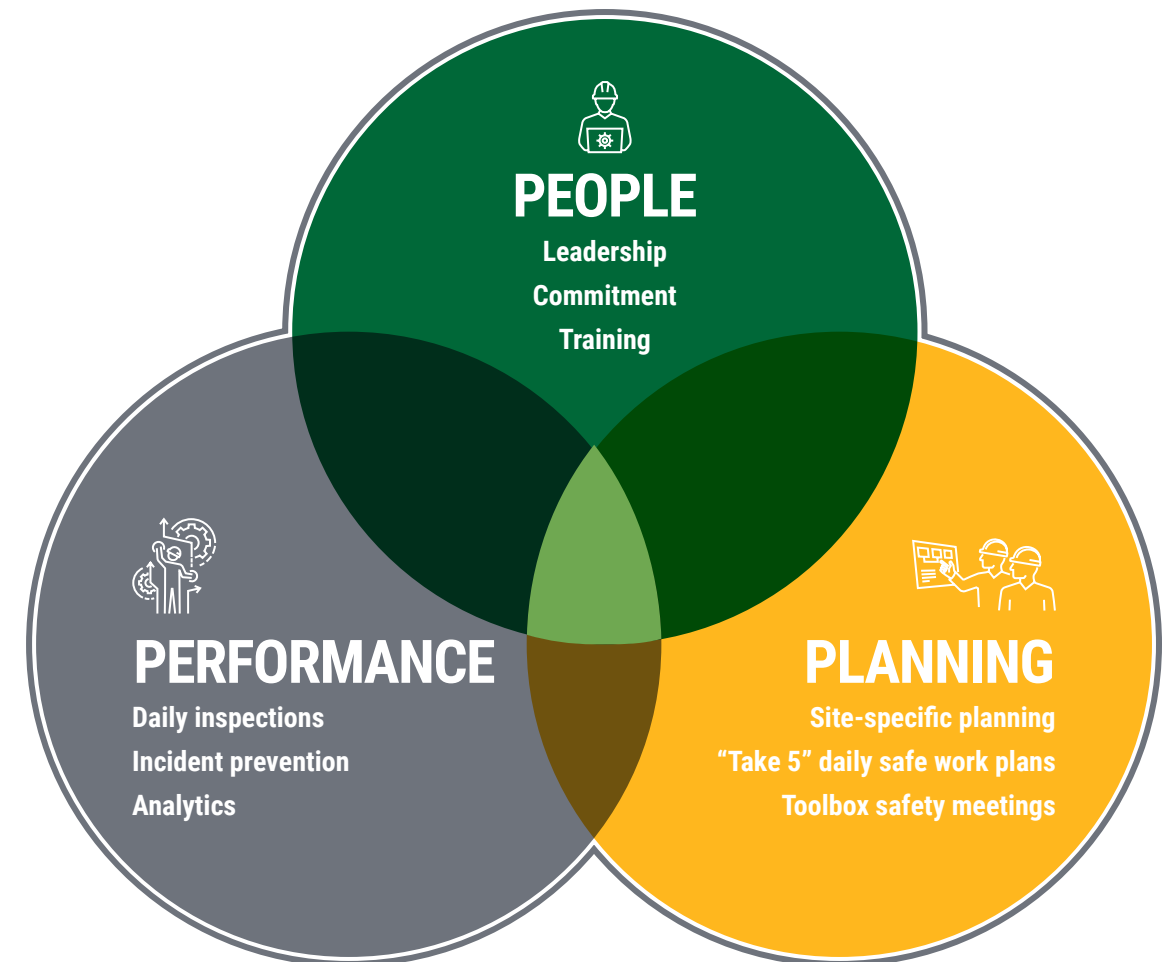 PEOPLE
Leadership
Commitment
Training
PERFORMANCE
Daily inspections
Incident prevention
Analytics
PLANNING
Site-specific planning
“Take 5” daily safe work plans
Toolbox safety meetings